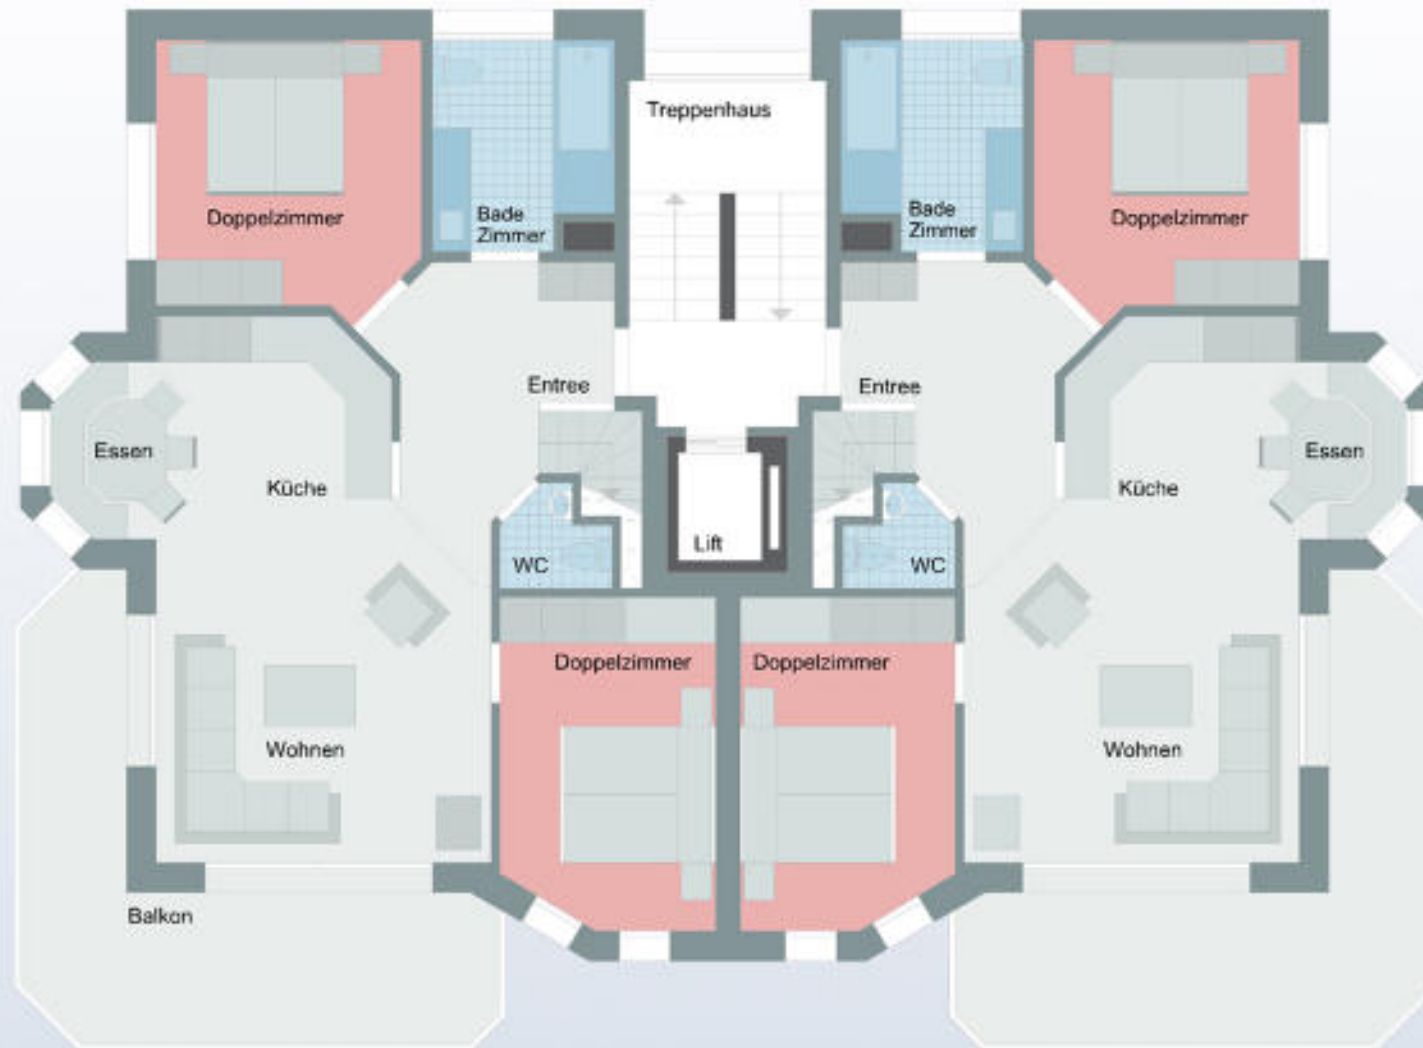 Treppenhaus
Doppelzimmer
Bade
Zimmer
Bade
Zimmer
Doppelzimmer
Entree
Entree
Essen
Küche
Küche
Essen
Lift
WC
WC
Doppelzimmer
Doppelzimmer
Wohnen
Wohnen
Balkon